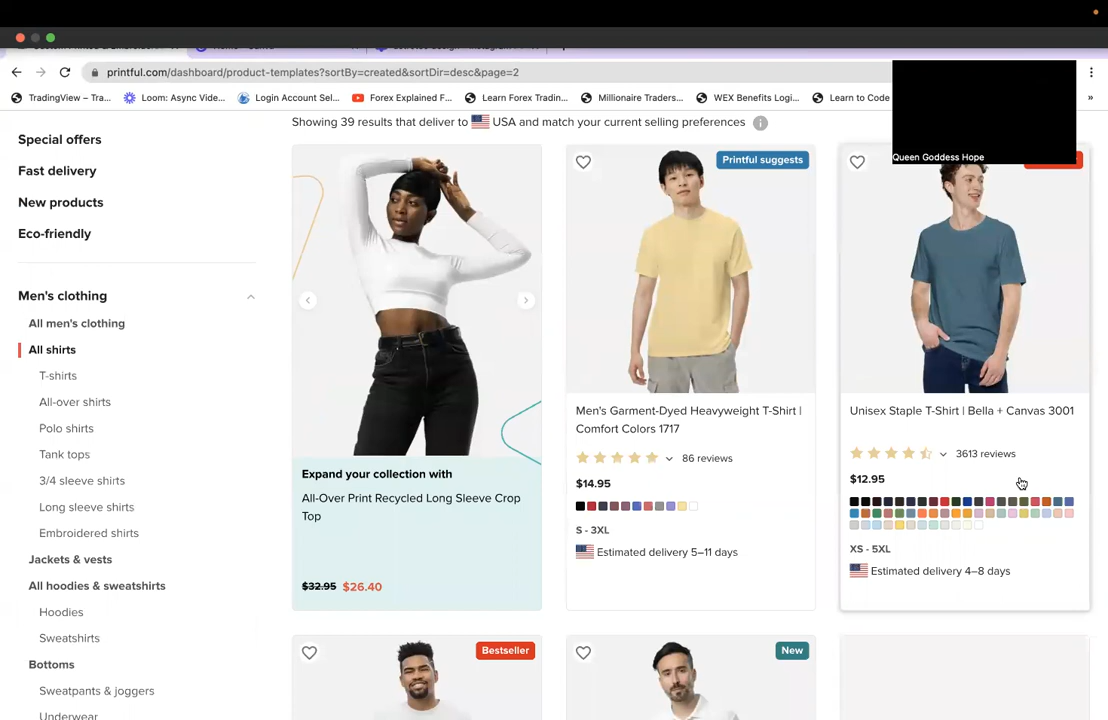 printful.com/dashboard/product-templates?sortBy=created&sortDir=desc&page=2
TradingView – Tra... Loom: Async Vide... Login Account Sel... Forex Explained F... Learn Forex Tradin... Millionaire Traders... WEX Benefits Logi... Learn to Code »
Queen Goddess Hope
Showing 39 results that deliver to USA and match your current selling preferences
Special offers
Fast delivery
New products
Eco-friendly
Men's clothing
All men's clothing
All shirts
T-shirts
All-over shirts
Polo shirts
Tank tops
3/4 sleeve shirts
Long sleeve shirts
Embroidered shirts
Jackets & vests
All hoodies & sweatshirts
Hoodies
Sweatshirts
Bottoms
Sweatpants & joggers
Underwear
Expand your collection with
All-Over Print Recycled Long Sleeve Crop
Top
$32.95 $26.40
Printful suggests
Men's Garment-Dyed Heavyweight T-Shirt |
Comfort Colors 1717
86 reviews
$14.95
S - 3XL
Estimated delivery 5–11 days
Unisex Staple T-Shirt | Bella + Canvas 3001
3613 reviews
$12.95
XS - 5XL
Estimated delivery 4–8 days
Bestseller
New